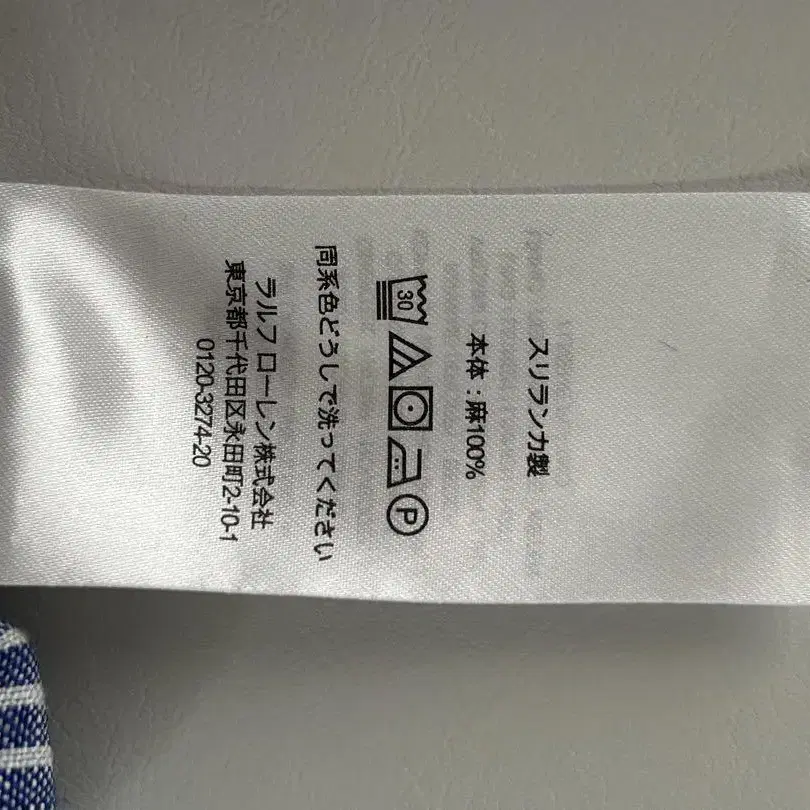 スリランカ製
本体：麻100%
30
P
同系色どうしで洗ってください
ラルフ ローレン株式会社
東京都千代田区永田町2-10-1
0120-3274-20